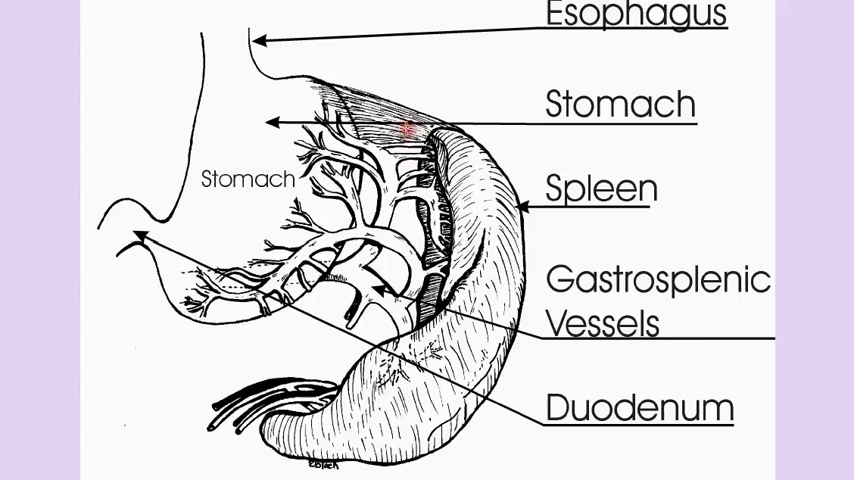 Esophagus
Stomach
Stomach
Spleen
Gastrosplenic
Vessels
Duodenum